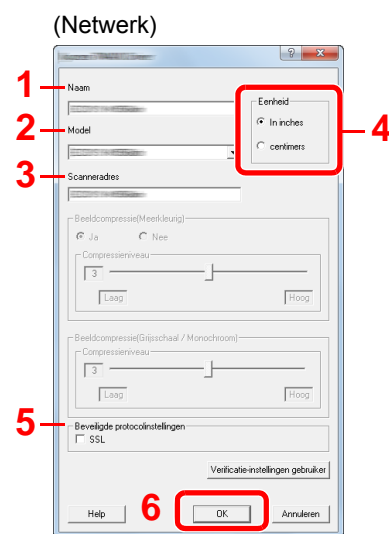 (Netwerk)
1 Naam
Eenheid
In inches
centimers
4
2 Model
3 Scanneradres
Beeldcompressie(Meerkleurig)
Ja Nee
Compressieniveau
3
Laag Hoog
Beeldcompressie(Grijsschaal / Monochroom)
Compressieniveau
3
Laag Hoog
5 Beveiligde protocolinstellingen
SSL
Verificatie-instellingen gebruiker
Help 6 OK Annuleren